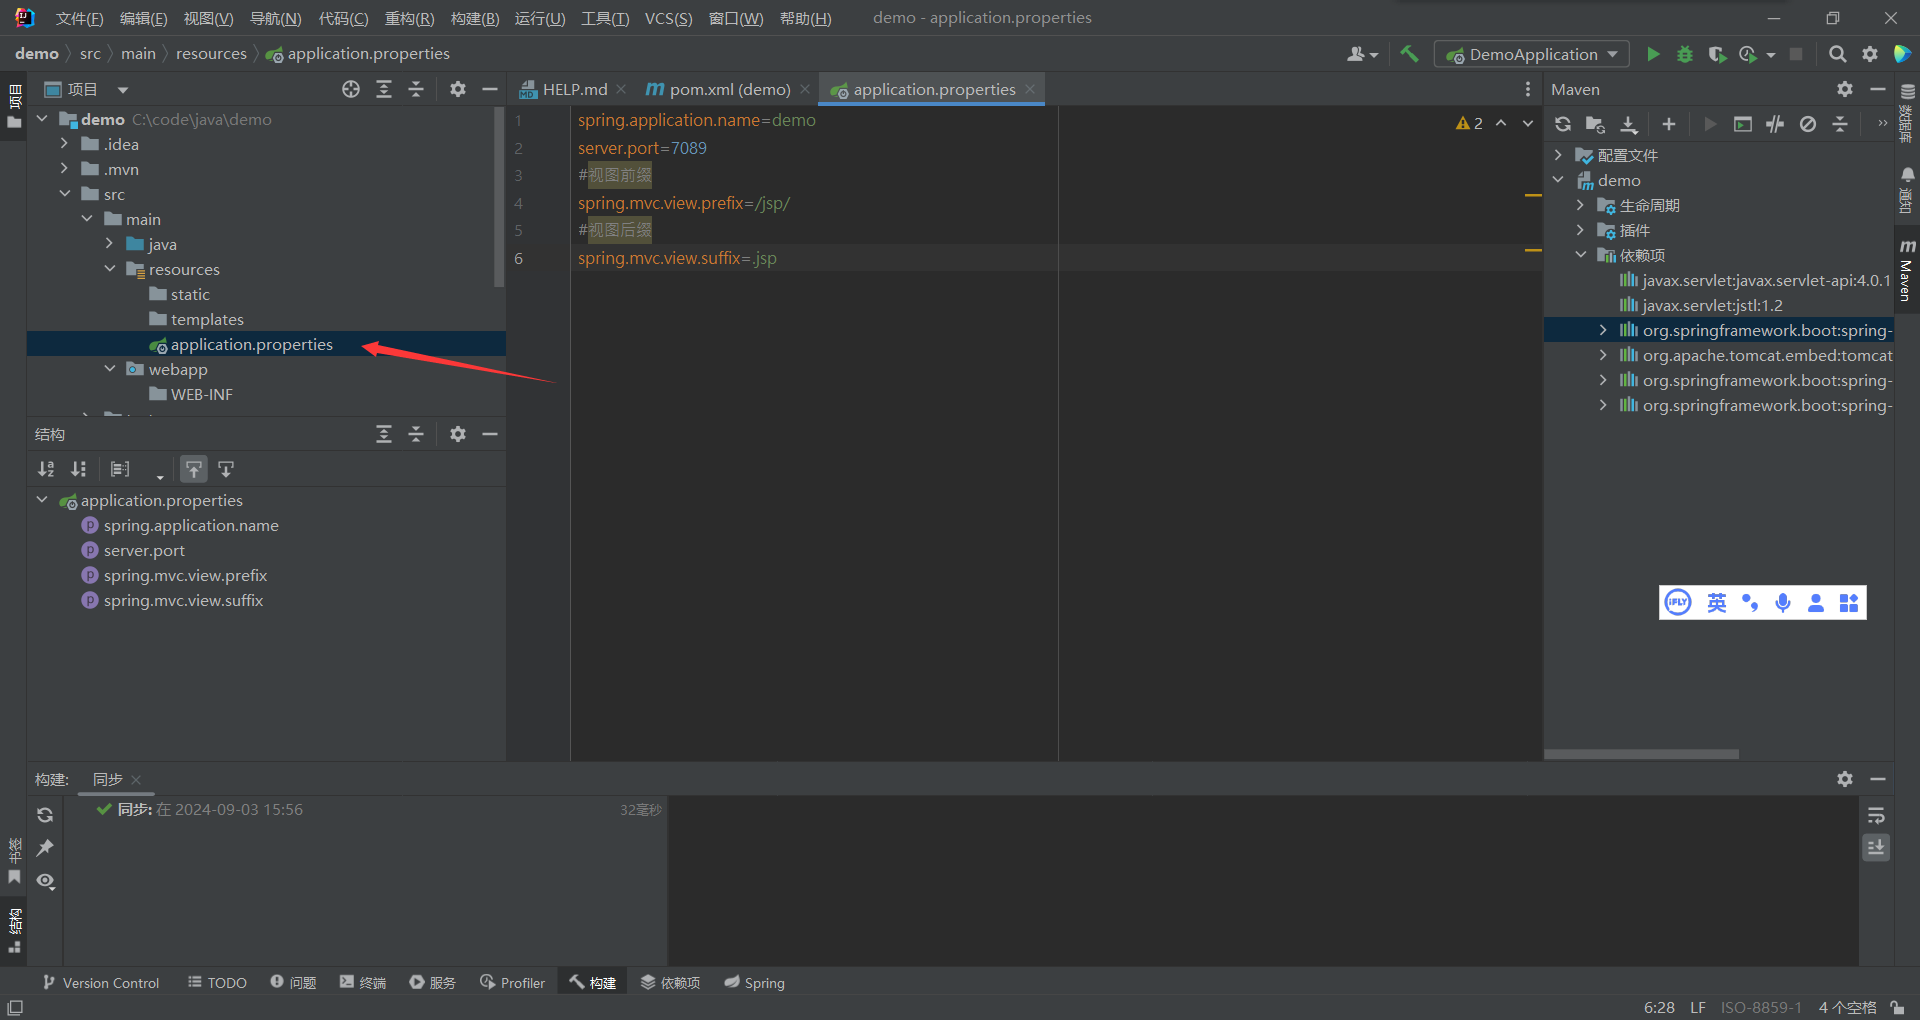 文件(F) 编辑(E) 视图(V) 导航(N) 代码(C) 重构(R) 构建(B) 运行(U) 工具(T) VCS(S) 窗口(W) 帮助(H) demo - application.properties
demo src main resources application.properties
DemoApplication
项目
项目
HELP.md
pom.xml (demo)
application.properties
Maven
demo C:\code\java\demo
.idea
.mvn
src
main
java
resources
static
templates
application.properties
webapp
WEB-INF
1 spring.application.name=demo
2 server.port=7089
3 #视图前缀
4 spring.mvc.view.prefix=/jsp/
5 #视图后缀
6 spring.mvc.view.suffix=.jsp
2
配置文件
demo
生命周期
插件
依赖项
javax.servlet:javax.servlet-api:4.0.1
javax.servlet:jstl:1.2
org.springframework.boot:spring-
org.apache.tomcat.embed:tomcat
org.springframework.boot:spring-
org.springframework.boot:spring-
数据库
通知
Maven
结构
application.properties
spring.application.name
server.port
spring.mvc.view.prefix
spring.mvc.view.suffix
iFLY 英
构建: 同步
同步: 在 2024-09-03 15:56 32毫秒
书签
结构
Version Control TODO 问题 终端 服务 Profiler 构建 依赖项 Spring
6:28 LF ISO-8859-1 4 个空格